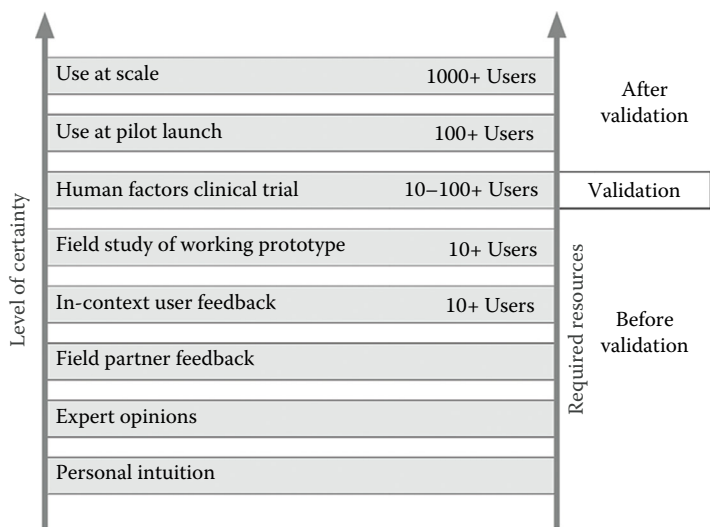 Use at scale 1000+ Users
Use at pilot launch 100+ Users
Human factors clinical trial 10–100+ Users
Field study of working prototype 10+ Users
In-context user feedback 10+ Users
Field partner feedback
Expert opinions
Personal intuition
Level of certainty
Required resources
After
validation
Validation
Before
validation